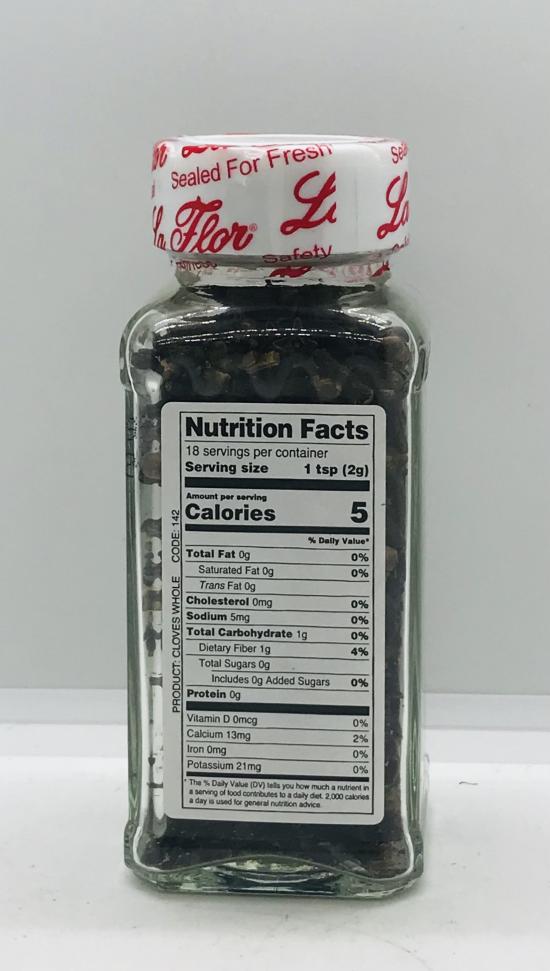 Sealed For Fresh
La Flor®
La
Safety
Nutrition Facts
18 servings per container
Serving size 1 tsp (2g)
Amount per serving
Calories 5
% Daily Value*
Total Fat 0g 0%
Saturated Fat 0g 0%
Trans Fat 0g
Cholesterol 0mg 0%
Sodium 5mg 0%
Total Carbohydrate 1g 0%
Dietary Fiber 1g 4%
Total Sugars 0g
Includes 0g Added Sugars 0%
Protein 0g
Vitamin D 0mcg 0%
Calcium 13mg 2%
Iron 0mg 0%
Potassium 21mg 0%
* The % Daily Value (DV) tells you how much a nutrient in
a serving of food contributes to a daily diet. 2,000 calories
a day is used for general nutrition advice.
PRODUCT: CLOVES WHOLE CODE: 142